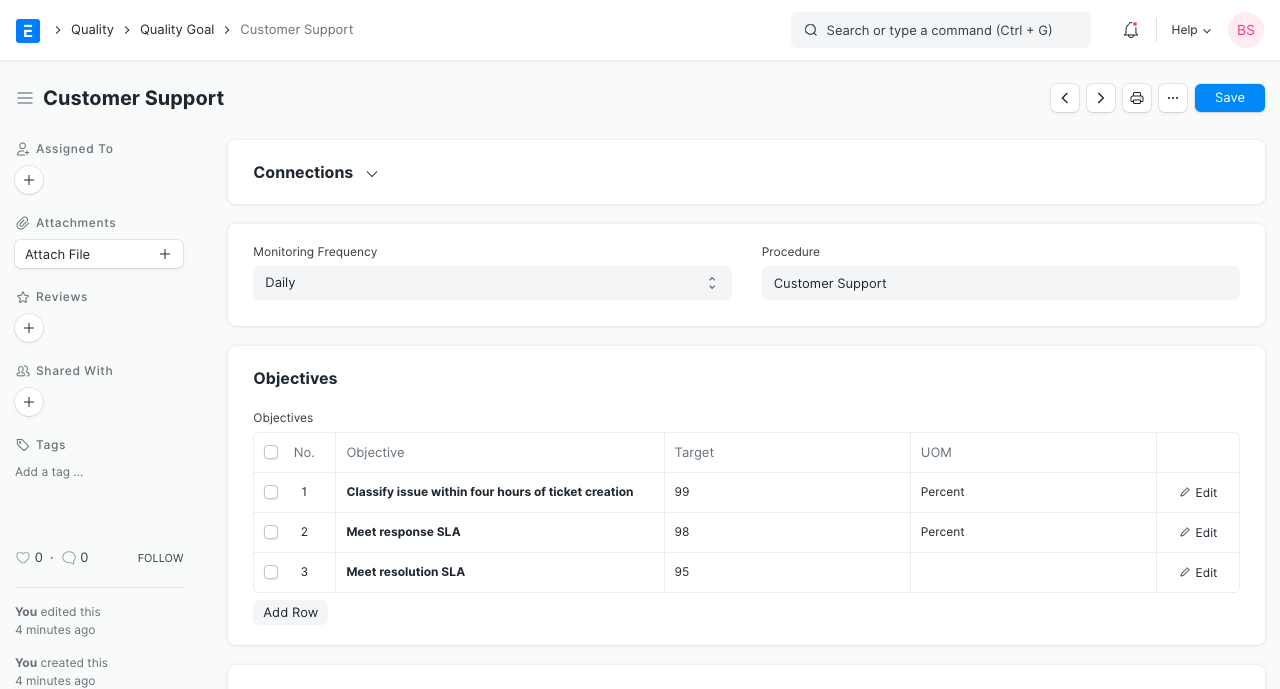 E Quality Quality Goal Customer Support Search or type a command (Ctrl + G) Help BS
Customer Support Save
Assigned To
Attachments
Attach File
Reviews
Shared With
Tags
Add a tag ...
0 · 0 FOLLOW
You edited this
4 minutes ago
You created this
4 minutes ago
Connections
Monitoring Frequency Procedure
Daily Customer Support
Objectives
Objectives
No. Objective Target UOM
1 Classify issue within four hours of ticket creation 99 Percent Edit
2 Meet response SLA 98 Percent Edit
3 Meet resolution SLA 95 Edit
Add Row